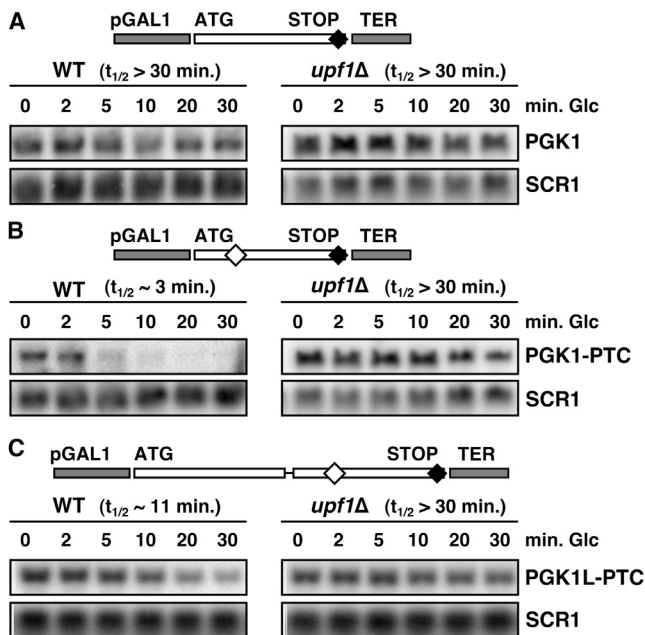 A
pGAL1 ATG STOP TER
WT (t1/2 > 30 min.) upf1Δ (t1/2 > 30 min.)
0 2 5 10 20 30 0 2 5 10 20 30 min. Glc
PGK1
SCR1
B
pGAL1 ATG STOP TER
WT (t1/2 ~ 3 min.) upf1Δ (t1/2 > 30 min.)
0 2 5 10 20 30 0 2 5 10 20 30 min. Glc
PGK1-PTC
SCR1
C
pGAL1 ATG STOP TER
WT (t1/2 ~ 11 min.) upf1Δ (t1/2 > 30 min.)
0 2 5 10 20 30 0 2 5 10 20 30 min. Glc
PGK1L-PTC
SCR1